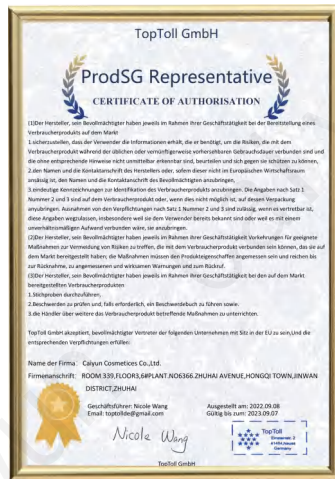 TopToll GmbH
ProdSG Representative
CERTIFICATE OF AUTHORISATION
(1)Der Hersteller, sein Bevollmächtigter haben jeweils im Rahmen ihrer Geschäftstätigkeit bei der Bereitstellung eines
Verbraucherprodukts auf dem Markt
1.sicherzustellen, dass der Verwender die Informationen erhält, die er benötigt, um die Risiken, die mit dem
Verbraucherprodukt während der üblichen oder vernünftigerweise vorhersehbaren Gebrauchsdauer verbunden sind und
die ohne entsprechende Hinweise nicht unmittelbar erkennbar sind, beurteilen und sich gegen sie schützen zu können,
2.den Namen und die Kontaktanschrift des Herstellers oder, sofern dieser nicht im Europäischen Wirtschaftsraum
ansässig ist, den Namen und die Kontaktanschrift des Bevollmächtigten anzubringen,
3.eindeutige Kennzeichnungen zur Identifikation des Verbraucherprodukts anzubringen. Die Angaben nach Satz 1
Nummer 2 und 3 sind auf dem Verbraucherprodukt oder, wenn dies nicht möglich ist, auf dessen Verpackung
anzubringen. Ausnahmen von den Verpflichtungen nach Satz 1 Nummer 2 und 3 sind zulässig, wenn es vertretbar ist,
diese Angaben wegzulassen, insbesondere weil sie dem Verwender bereits bekannt sind oder weil es mit einem
unverhältnismäßigen Aufwand verbunden wäre, sie anzubringen.
(2)Der Hersteller, sein Bevollmächtigter haben jeweils im Rahmen ihrer Geschäftstätigkeit Vorkehrungen für geeignete
Maßnahmen zur Vermeidung von Risiken zu treffen, die mit dem Verbraucherprodukt verbunden sein können, das sie auf
dem Markt bereitgestellt haben; die Maßnahmen müssen den Produkteigenschaften angemessen sein und reichen bis
zur Rücknahme, zu angemessenen und wirksamen Warnungen und zum Rückruf.
(3)Der Hersteller, sein Bevollmächtigter haben jeweils im Rahmen ihrer Geschäftstätigkeit bei den auf dem Markt
bereitgestellten Verbraucherprodukten
1.Stichproben durchzuführen,
2.Beschwerden zu prüfen und, falls erforderlich, ein Beschwerdebuch zu führen sowie
3.die Händler über weitere das Verbraucherprodukt betreffende Maßnahmen zu unterrichten.
TopToll GmbH akzeptiert, bevollmächtigter Vertreter der folgenden Unternehmen mit Sitz in der EU zu sein,Und die
entsprechenden Verpflichtungen erfüllen:
Name der Firma: Caiyun Cosmetices Co.,Ltd.
Firmenanschrift: ROOM 339,FLOOR3,6#PLANT.NO6366.ZHUHAI AVENUE,HONGQI TOWN,JINWAN
DISTRICT,ZHUHAI
Geschäftsführer: Nicole Wang
Email: toptollde@gmail.com
Ausgestellt am: 2022.09.08
Gültig bis zum: 2023.09.07
Nicole Wang
TopToll
Germany
TopToll GmbH